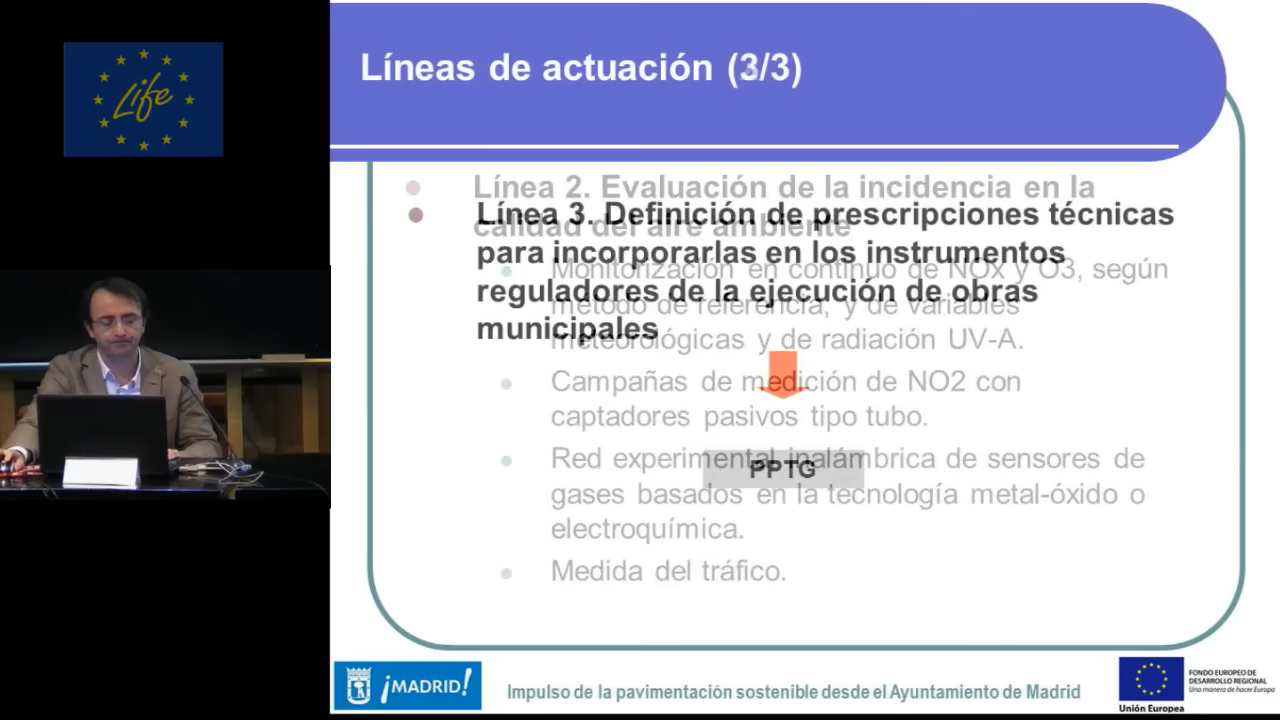 Life
Líneas de actuación (3/3)
Línea 2. Evaluación de la incidencia en la
calidad del aire ambiente
Monitorización en continuo de NOx y O3, según
método de referencia, y de variables
meteorológicas y de radiación UV-A.
Campañas de medición de NO2 con
captadores pasivos tipo tubo.
Red experimental inalámbrica de sensores de
gases basados en la tecnología metal-óxido o
electroquímica.
Medida del tráfico.
Línea 3. Definición de prescripciones técnicas
para incorporarlas en los instrumentos
reguladores de la ejecución de obras
municipales
PPTG
¡MADRID!
Impulso de la pavimentación sostenible desde el Ayuntamiento de Madrid
Unión Europea
FONDO EUROPEO DE
DESARROLLO REGIONAL
Una manera de hacer Europa